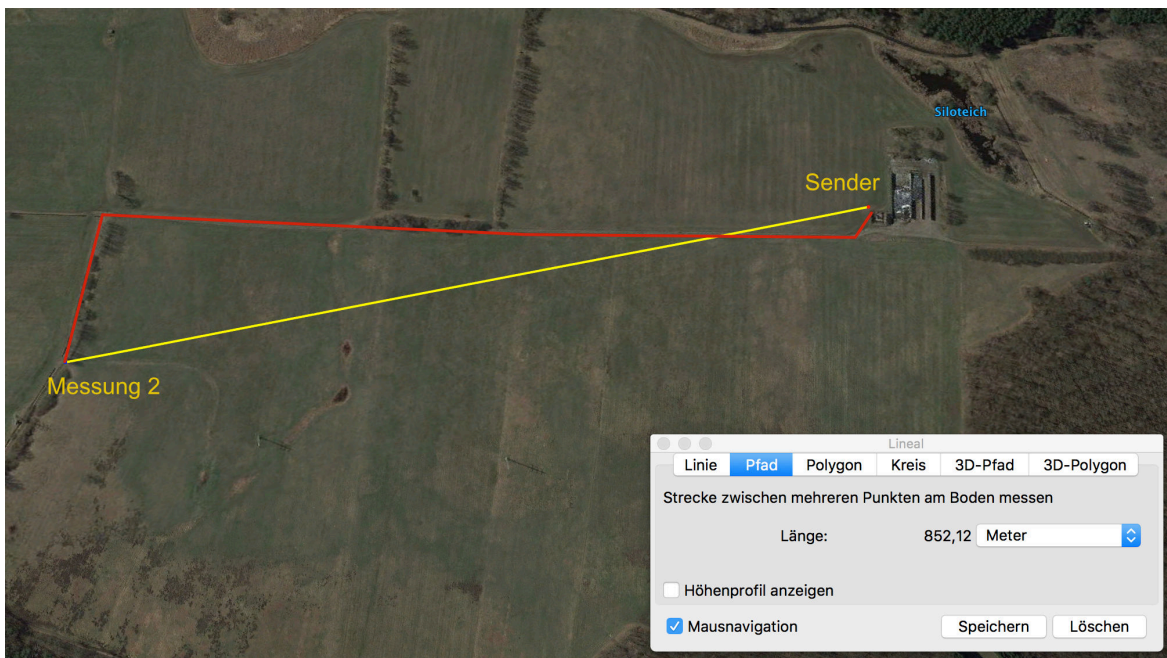 Siloteich
Sender
Messung 2
Lineal
Linie Pfad Polygon Kreis 3D-Pfad 3D-Polygon
Strecke zwischen mehreren Punkten am Boden messen
Länge: 852,12 Meter
Höhenprofil anzeigen
Mausnavigation Speichern Löschen